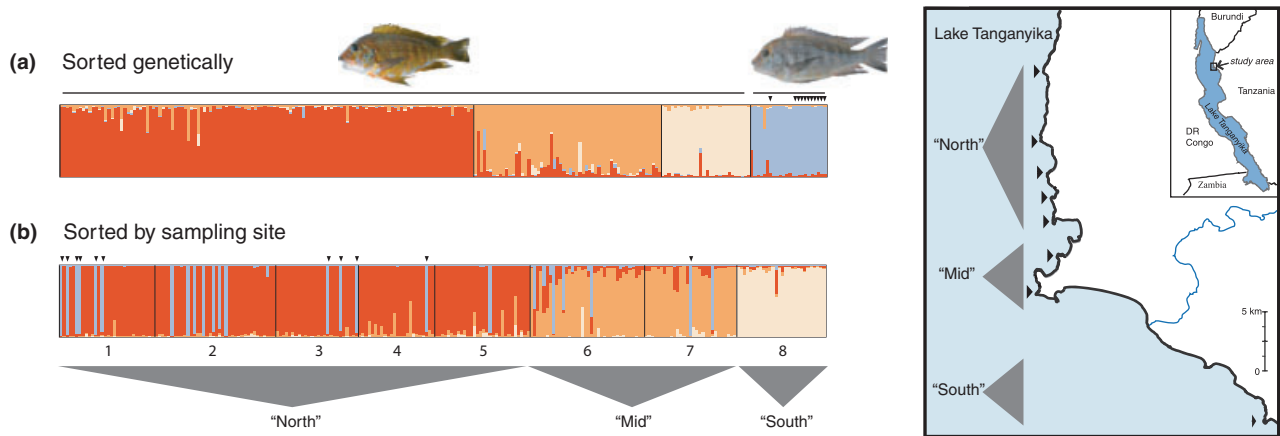 (a) Sorted genetically
(b) Sorted by sampling site
1 2 3 4 5 6 7 8
“North” “Mid” “South”
Lake Tanganyika
“North”
“Mid”
“South”
5 km
0
Burundi
study area
Tanzania
Lake Tanganyika
DR
Congo
Zambia